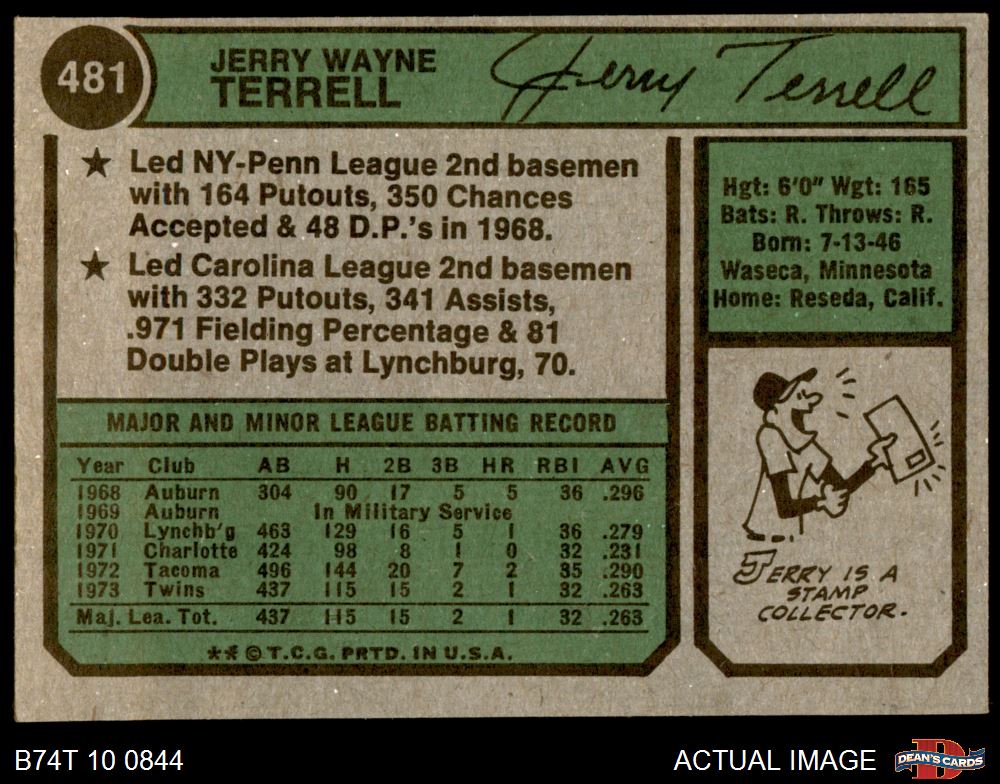 481
JERRY WAYNE
TERRELL
Jerry Terrell
★ Led NY-Penn League 2nd basemen
with 164 Putouts, 350 Chances
Accepted & 48 D.P.'s in 1968.
★ Led Carolina League 2nd basemen
with 332 Putouts, 341 Assists,
.971 Fielding Percentage & 81
Double Plays at Lynchburg, 70.
Hgt: 6'0" Wgt: 165
Bats: R. Throws: R.
Born: 7-13-46
Waseca, Minnesota
Home: Reseda, Calif.
MAJOR AND MINOR LEAGUE BATTING RECORD
Year Club AB H 2B 3B HR RBI AVG
1968 Auburn 304 90 17 5 5 36 .296
1969 Auburn In Military Service
1970 Lynchb'g 463 129 16 5 1 36 .279
1971 Charlotte 424 98 8 1 0 32 .231
1972 Tacoma 496 144 20 7 2 35 .290
1973 Twins 437 115 15 2 1 32 .263
Maj. Lea. Tot. 437 115 15 2 1 32 .263
** © T.C.G. PRTD. IN U.S.A.
JERRY IS A
STAMP
COLLECTOR.
B74T 10 0844
ACTUAL IMAGE
DEAN'S CARDS